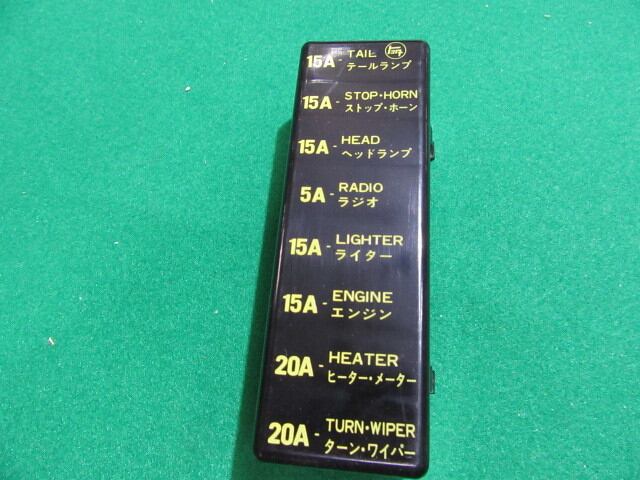 15A - TAIL トヨタ
テールランプ
15A - STOP・HORN
ストップ・ホーン
15A - HEAD
ヘッドランプ
5A - RADIO
ラジオ
15A - LIGHTER
ライター
15A - ENGINE
エンジン
20A - HEATER
ヒーター・メーター
20A - TURN・WIPER
ターン・ワイパー